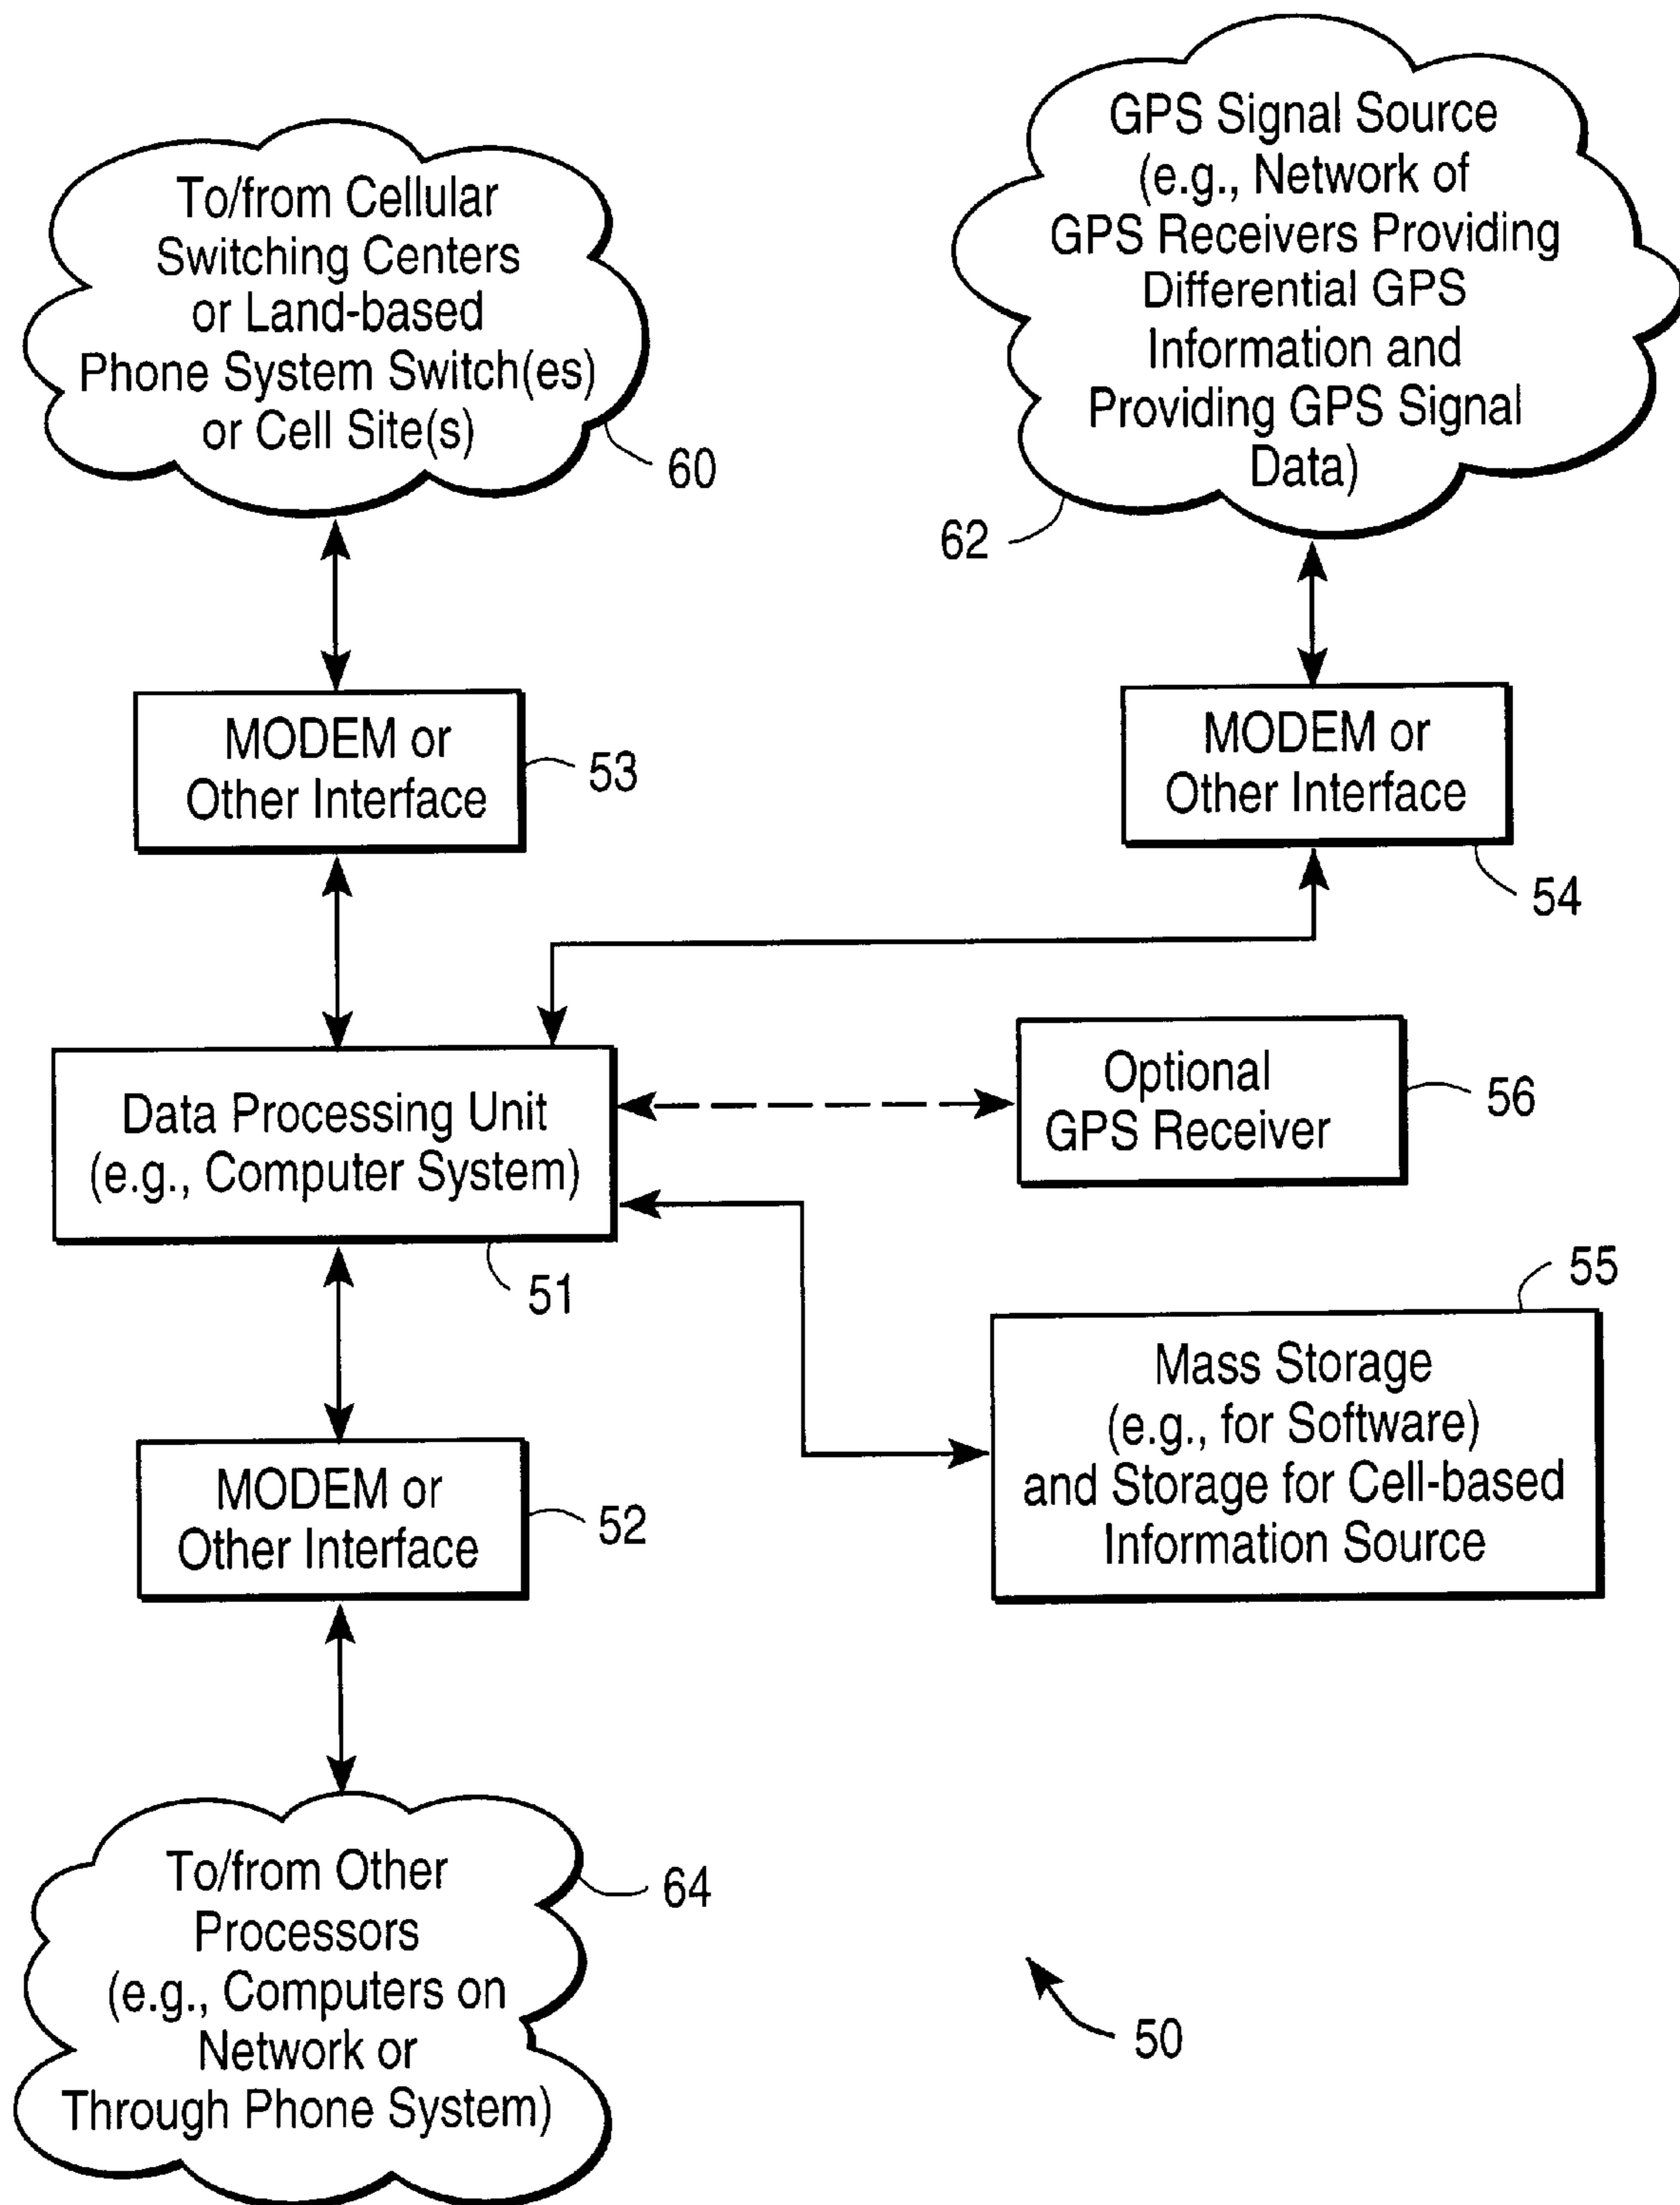 To/from Cellular
Switching Centers
or Land-based
Phone System Switch(es)
or Cell Site(s)
60
GPS Signal Source
(e.g., Network of
GPS Receivers Providing
Differential GPS
Information and
Providing GPS Signal
Data)
62
MODEM or
Other Interface
53
MODEM or
Other Interface
54
Data Processing Unit
(e.g., Computer System)
51
Optional
GPS Receiver
56
55
Mass Storage
(e.g., for Software)
and Storage for Cell-based
Information Source
MODEM or
Other Interface
52
To/from Other
Processors
(e.g., Computers on
Network or
Through Phone System)
64
50